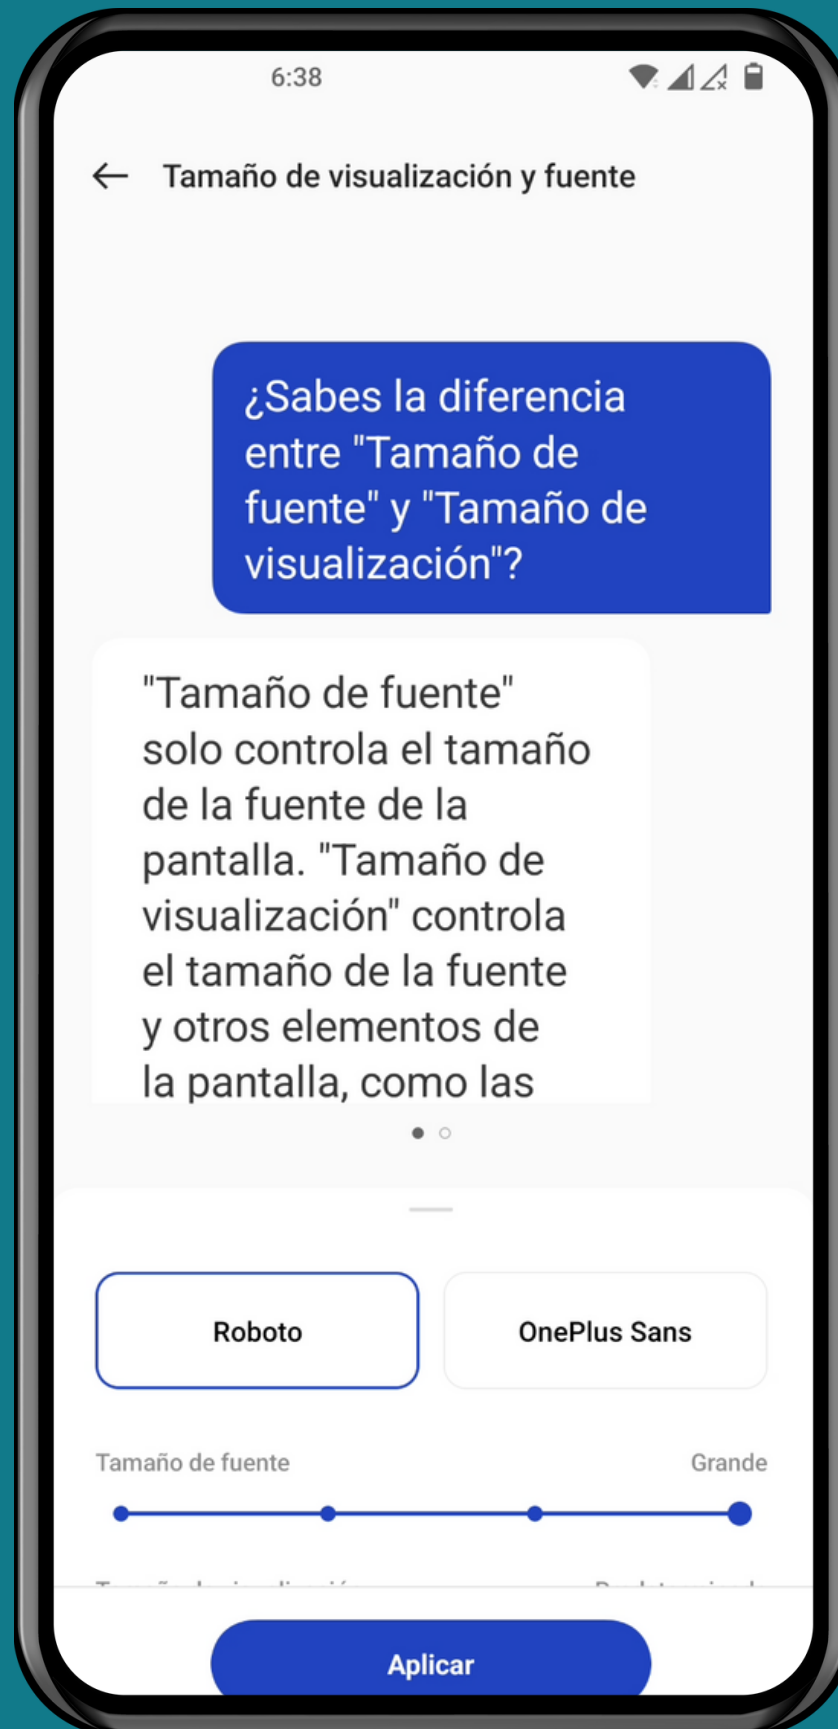 6:38
Tamaño de visualización y fuente
¿Sabes la diferencia
entre "Tamaño de
fuente" y "Tamaño de
visualización"?
"Tamaño de fuente"
solo controla el tamaño
de la fuente de la
pantalla. "Tamaño de
visualización" controla
el tamaño de la fuente
y otros elementos de
la pantalla, como las
Roboto
OnePlus Sans
Tamaño de fuente
Grande
Aplicar